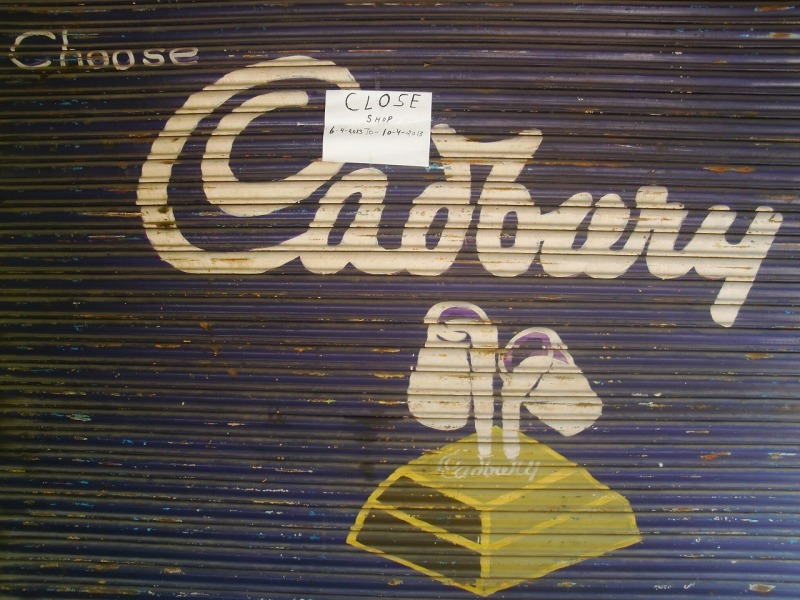 Choose
CLOSE
SHOP
6-4-2013 TO- 10-4-2013
Cadbury
Cadbury